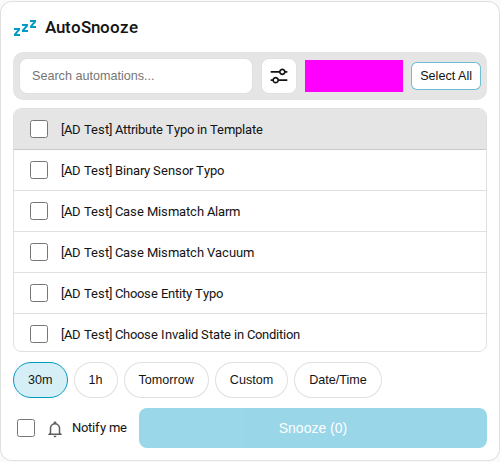 zzz AutoSnooze
Search automations... Select All
[AD Test] Attribute Typo in Template
[AD Test] Binary Sensor Typo
[AD Test] Case Mismatch Alarm
[AD Test] Case Mismatch Vacuum
[AD Test] Choose Entity Typo
[AD Test] Choose Invalid State in Condition
30m 1h Tomorrow Custom Date/Time
Notify me Snooze (0)